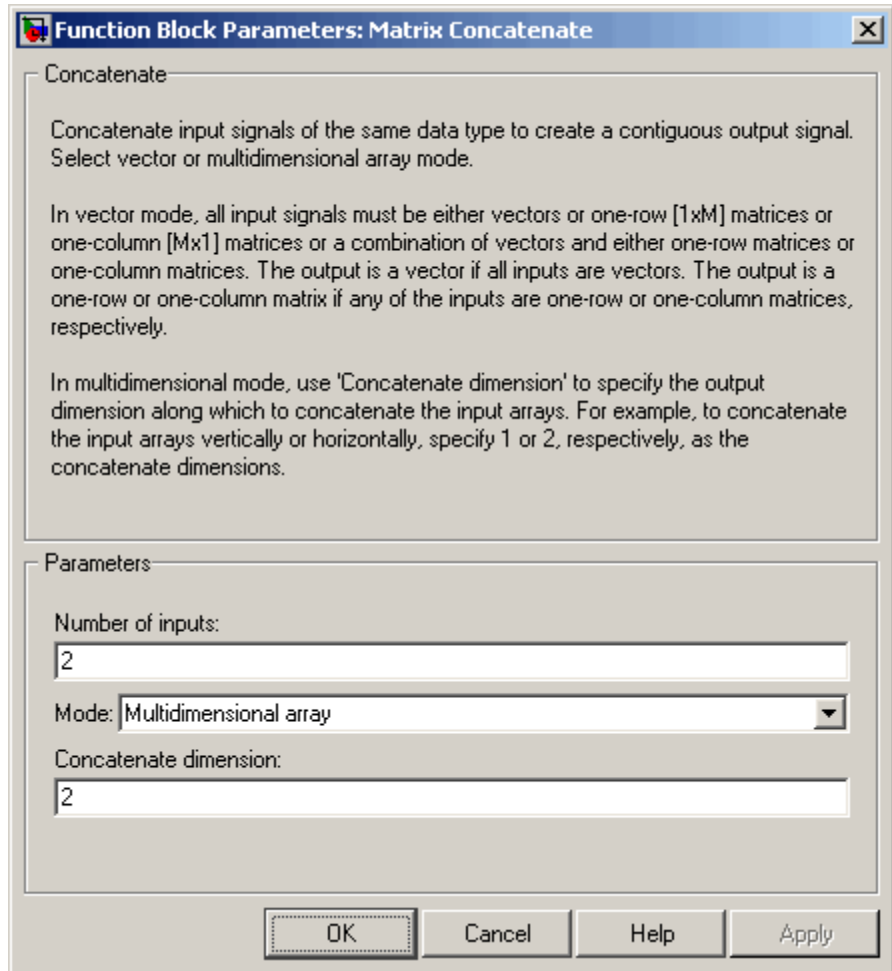 Function Block Parameters: Matrix Concatenate
Concatenate
Concatenate input signals of the same data type to create a contiguous output signal.
Select vector or multidimensional array mode.
In vector mode, all input signals must be either vectors or one-row [1xM] matrices or
one-column [Mx1] matrices or a combination of vectors and either one-row matrices or
one-column matrices. The output is a vector if all inputs are vectors. The output is a
one-row or one-column matrix if any of the inputs are one-row or one-column matrices,
respectively.
In multidimensional mode, use 'Concatenate dimension' to specify the output
dimension along which to concatenate the input arrays. For example, to concatenate
the input arrays vertically or horizontally, specify 1 or 2, respectively, as the
concatenate dimensions.
Parameters
Number of inputs:
2
Mode: Multidimensional array
Concatenate dimension:
2
OK Cancel Help Apply